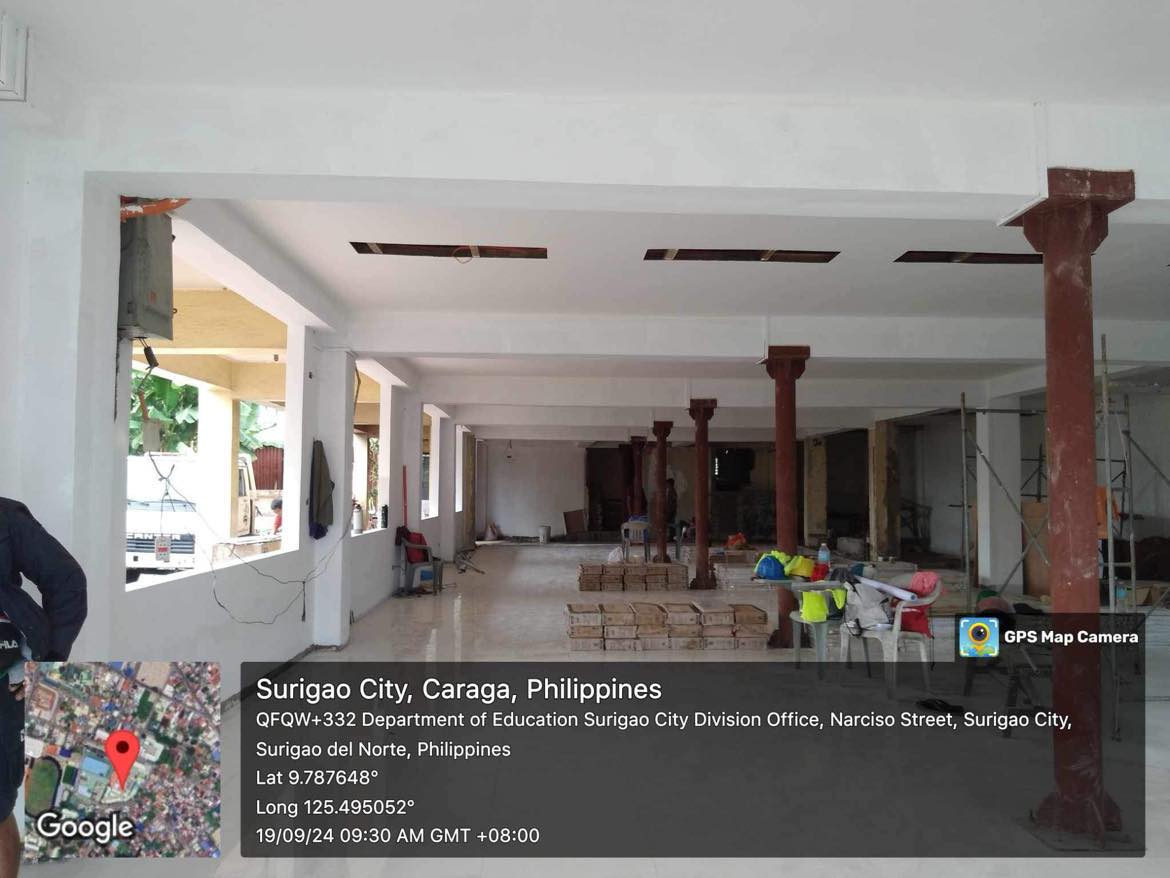 CANTER
FILA
GPS Map Camera
Surigao City, Caraga, Philippines
QFQW+332 Department of Education Surigao City Division Office, Narciso Street, Surigao City,
Surigao del Norte, Philippines
Lat 9.787648°
Long 125.495052°
19/09/24 09:30 AM GMT +08:00
Google